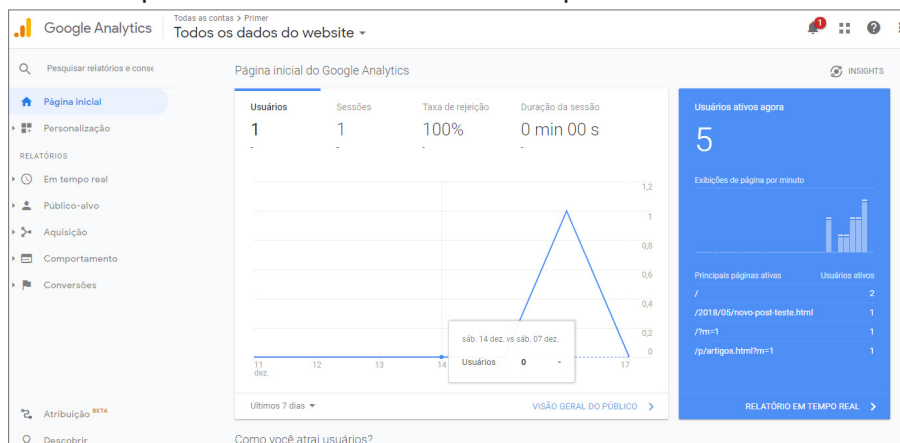 Google Analytics
Todas as contas > Primer
Todos os dados do website
1
Pesquisar relatórios e conse
Página inicial
Personalização
RELATÓRIOS
Em tempo real
Público-alvo
Aquisição
Comportamento
Conversões
Atribuição BETA
Descobrir
Página inicial do Google Analytics
INSIGHTS
Usuários Sessões Taxa de rejeição Duração da sessão
1 1 100% 0 min 00 s
- - - -
1,2
1
0,8
0,6
0,4
0,2
0
11 12 13 14 17
dez.
sáb. 14 dez. vs sáb. 07 dez.
Usuários 0 -
Últimos 7 dias
VISÃO GERAL DO PÚBLICO
Usuários ativos agora
5
Exibições de página por minuto
Principais páginas ativas Usuários ativos
/ 2
/2018/05/novo-post-teste.html 1
/?m=1 1
/p/artigos.html?m=1 1
RELATÓRIO EM TEMPO REAL
Como você atrai usuários?